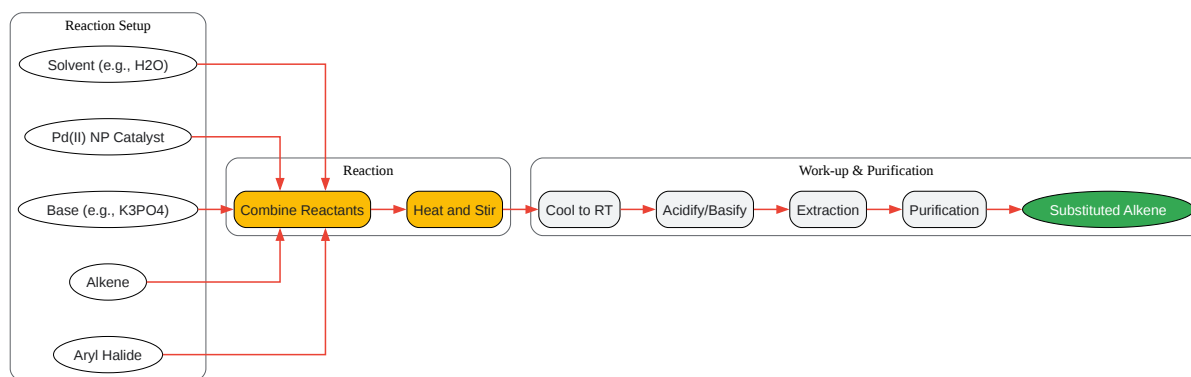 Reaction Setup
Solvent (e.g., H2O)
Pd(II) NP Catalyst
Base (e.g., K3PO4)
Alkene
Aryl Halide
Reaction
Combine Reactants
Heat and Stir
Work-up & Purification
Cool to RT
Acidify/Basify
Extraction
Purification
Substituted Alkene